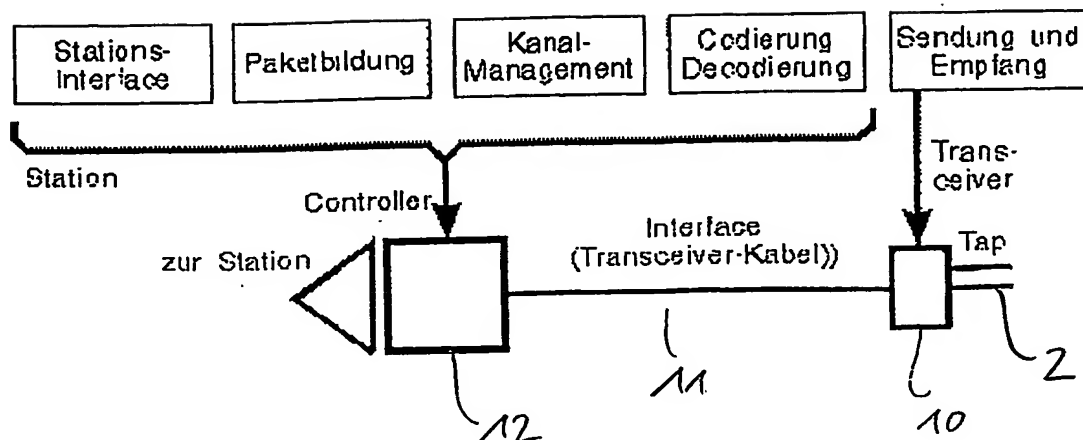 Stations-
Interface
Paketbildung
Kanal-
Management
Codierung
Decodierung
Sendung und
Empfang
Station
Controller
Trans-
ceiver
zur Station
Interface
(Transceiver-Kabel))
Tap
12
11
10
2